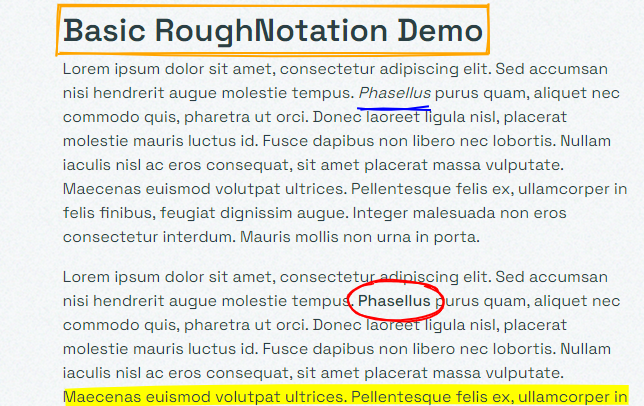 Basic RoughNotation Demo
Lorem ipsum dolor sit amet, consectetur adipiscing elit. Sed accumsan
nisi hendrerit augue molestie tempus. Phasellus purus quam, aliquet nec
commodo quis, pharetra ut orci. Donec laoreet ligula nisl, placerat
molestie mauris luctus id. Fusce dapibus non libero nec lobortis. Nullam
iaculis nisl ac eros consequat, sit amet placerat massa vulputate.
Maecenas euismod volutpat ultrices. Pellentesque felis ex, ullamcorper in
felis finibus, feugiat dignissim augue. Integer malesuada non eros
consectetur interdum. Mauris mollis non urna in porta.
Lorem ipsum dolor sit amet, consectetur adipiscing elit. Sed accumsan
nisi hendrerit augue molestie tempus. Phasellus purus quam, aliquet nec
commodo quis, pharetra ut orci. Donec laoreet ligula nisl, placerat
molestie mauris luctus id. Fusce dapibus non libero nec lobortis. Nullam
iaculis nisl ac eros consequat, sit amet placerat massa vulputate.
Maecenas euismod volutpat ultrices. Pellentesque felis ex, ullamcorper in